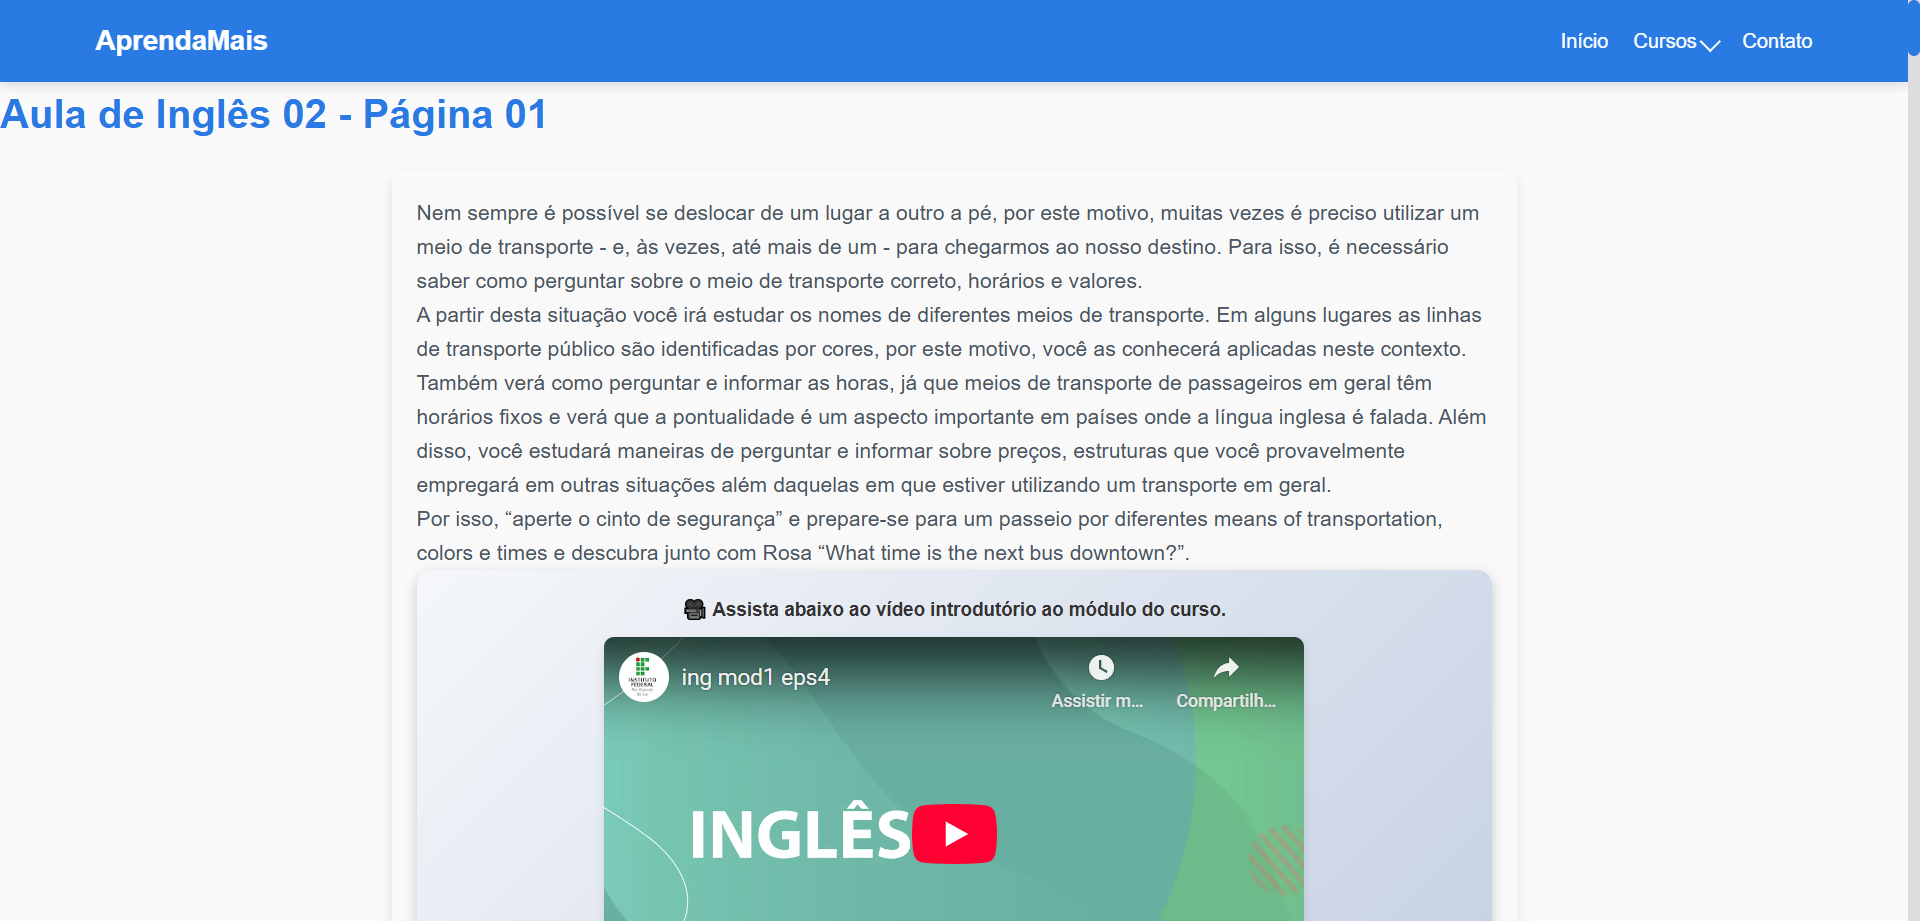 AprendaMais
Início Cursos Contato
Aula de Inglês 02 - Página 01
Nem sempre é possível se deslocar de um lugar a outro a pé, por este motivo, muitas vezes é preciso utilizar um
meio de transporte - e, às vezes, até mais de um - para chegarmos ao nosso destino. Para isso, é necessário
saber como perguntar sobre o meio de transporte correto, horários e valores.
A partir desta situação você irá estudar os nomes de diferentes meios de transporte. Em alguns lugares as linhas
de transporte público são identificadas por cores, por este motivo, você as conhecerá aplicadas neste contexto.
Também verá como perguntar e informar as horas, já que meios de transporte de passageiros em geral têm
horários fixos e verá que a pontualidade é um aspecto importante em países onde a língua inglesa é falada. Além
disso, você estudará maneiras de perguntar e informar sobre preços, estruturas que você provavelmente
empregará em outras situações além daquelas em que estiver utilizando um transporte em geral.
Por isso, “aperte o cinto de segurança” e prepare-se para um passeio por diferentes means of transportation,
colors e times e descubra junto com Rosa “What time is the next bus downtown?”.
🎥 Assista abaixo ao vídeo introdutório ao módulo do curso.
INSTITUTO
FEDERAL
Rio Grande
do Sul
ing mod1 eps4
Assistir m...
Compartilh...
INGLÊS